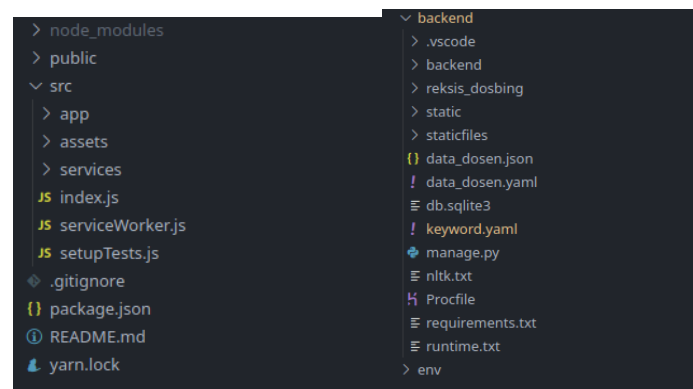 node_modules
public
src
app
assets
services
JS index.js
JS serviceWorker.js
JS setupTests.js
.gitignore
{} package.json
README.md
yarn.lock
backend
.vscode
backend
reksis_dosbing
static
staticfiles
{} data_dosen.json
! data_dosen.yaml
db.sqlite3
! keyword.yaml
manage.py
nltk.txt
Procfile
requirements.txt
runtime.txt
env